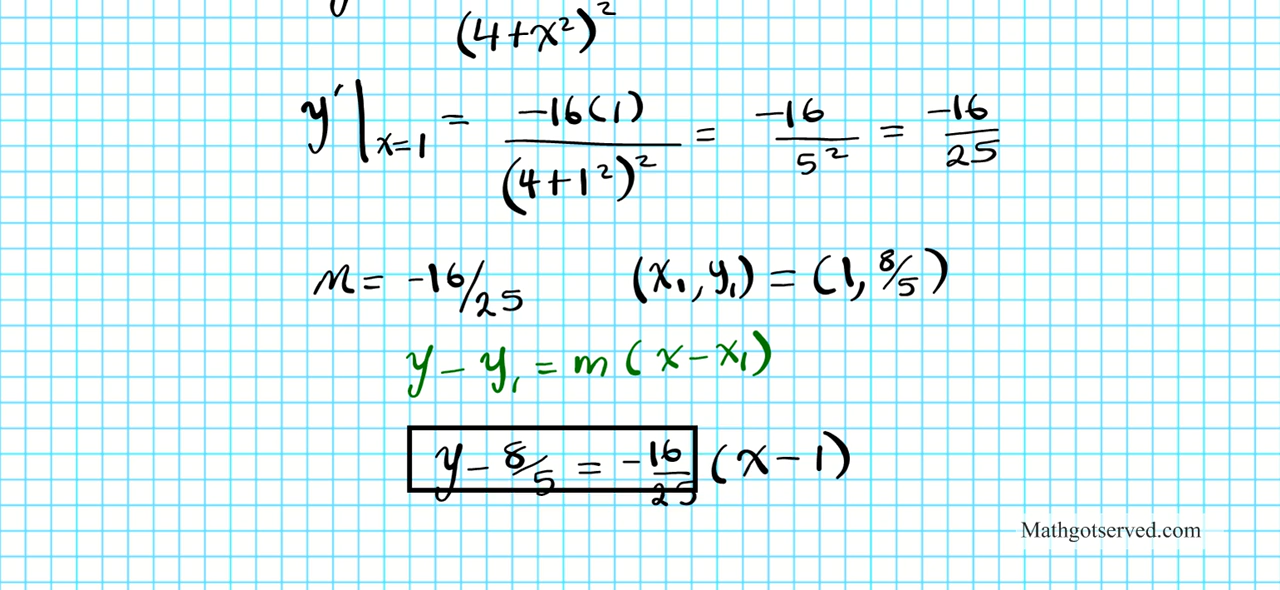 y
(4+x²)²
y'|ₓ₌₁ = -16(1)/(4+1²)² = -16/5² = -16/25
m = -16/25 (x₁, y₁) = (1, 8/5)
y - y₁ = m(x - x₁)
y - 8/5 = -16/25 (x - 1)
Mathgotserved.com